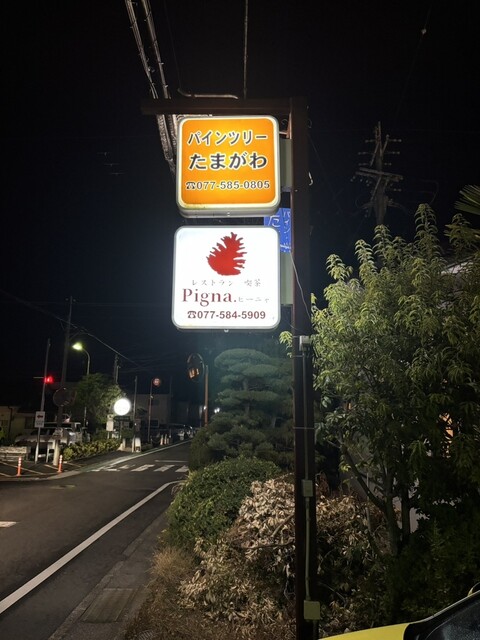 パインツリー
たまがわ
☎077-585-0805
レストラン 喫茶
Pigna.ピーニャ
☎077-584-5909